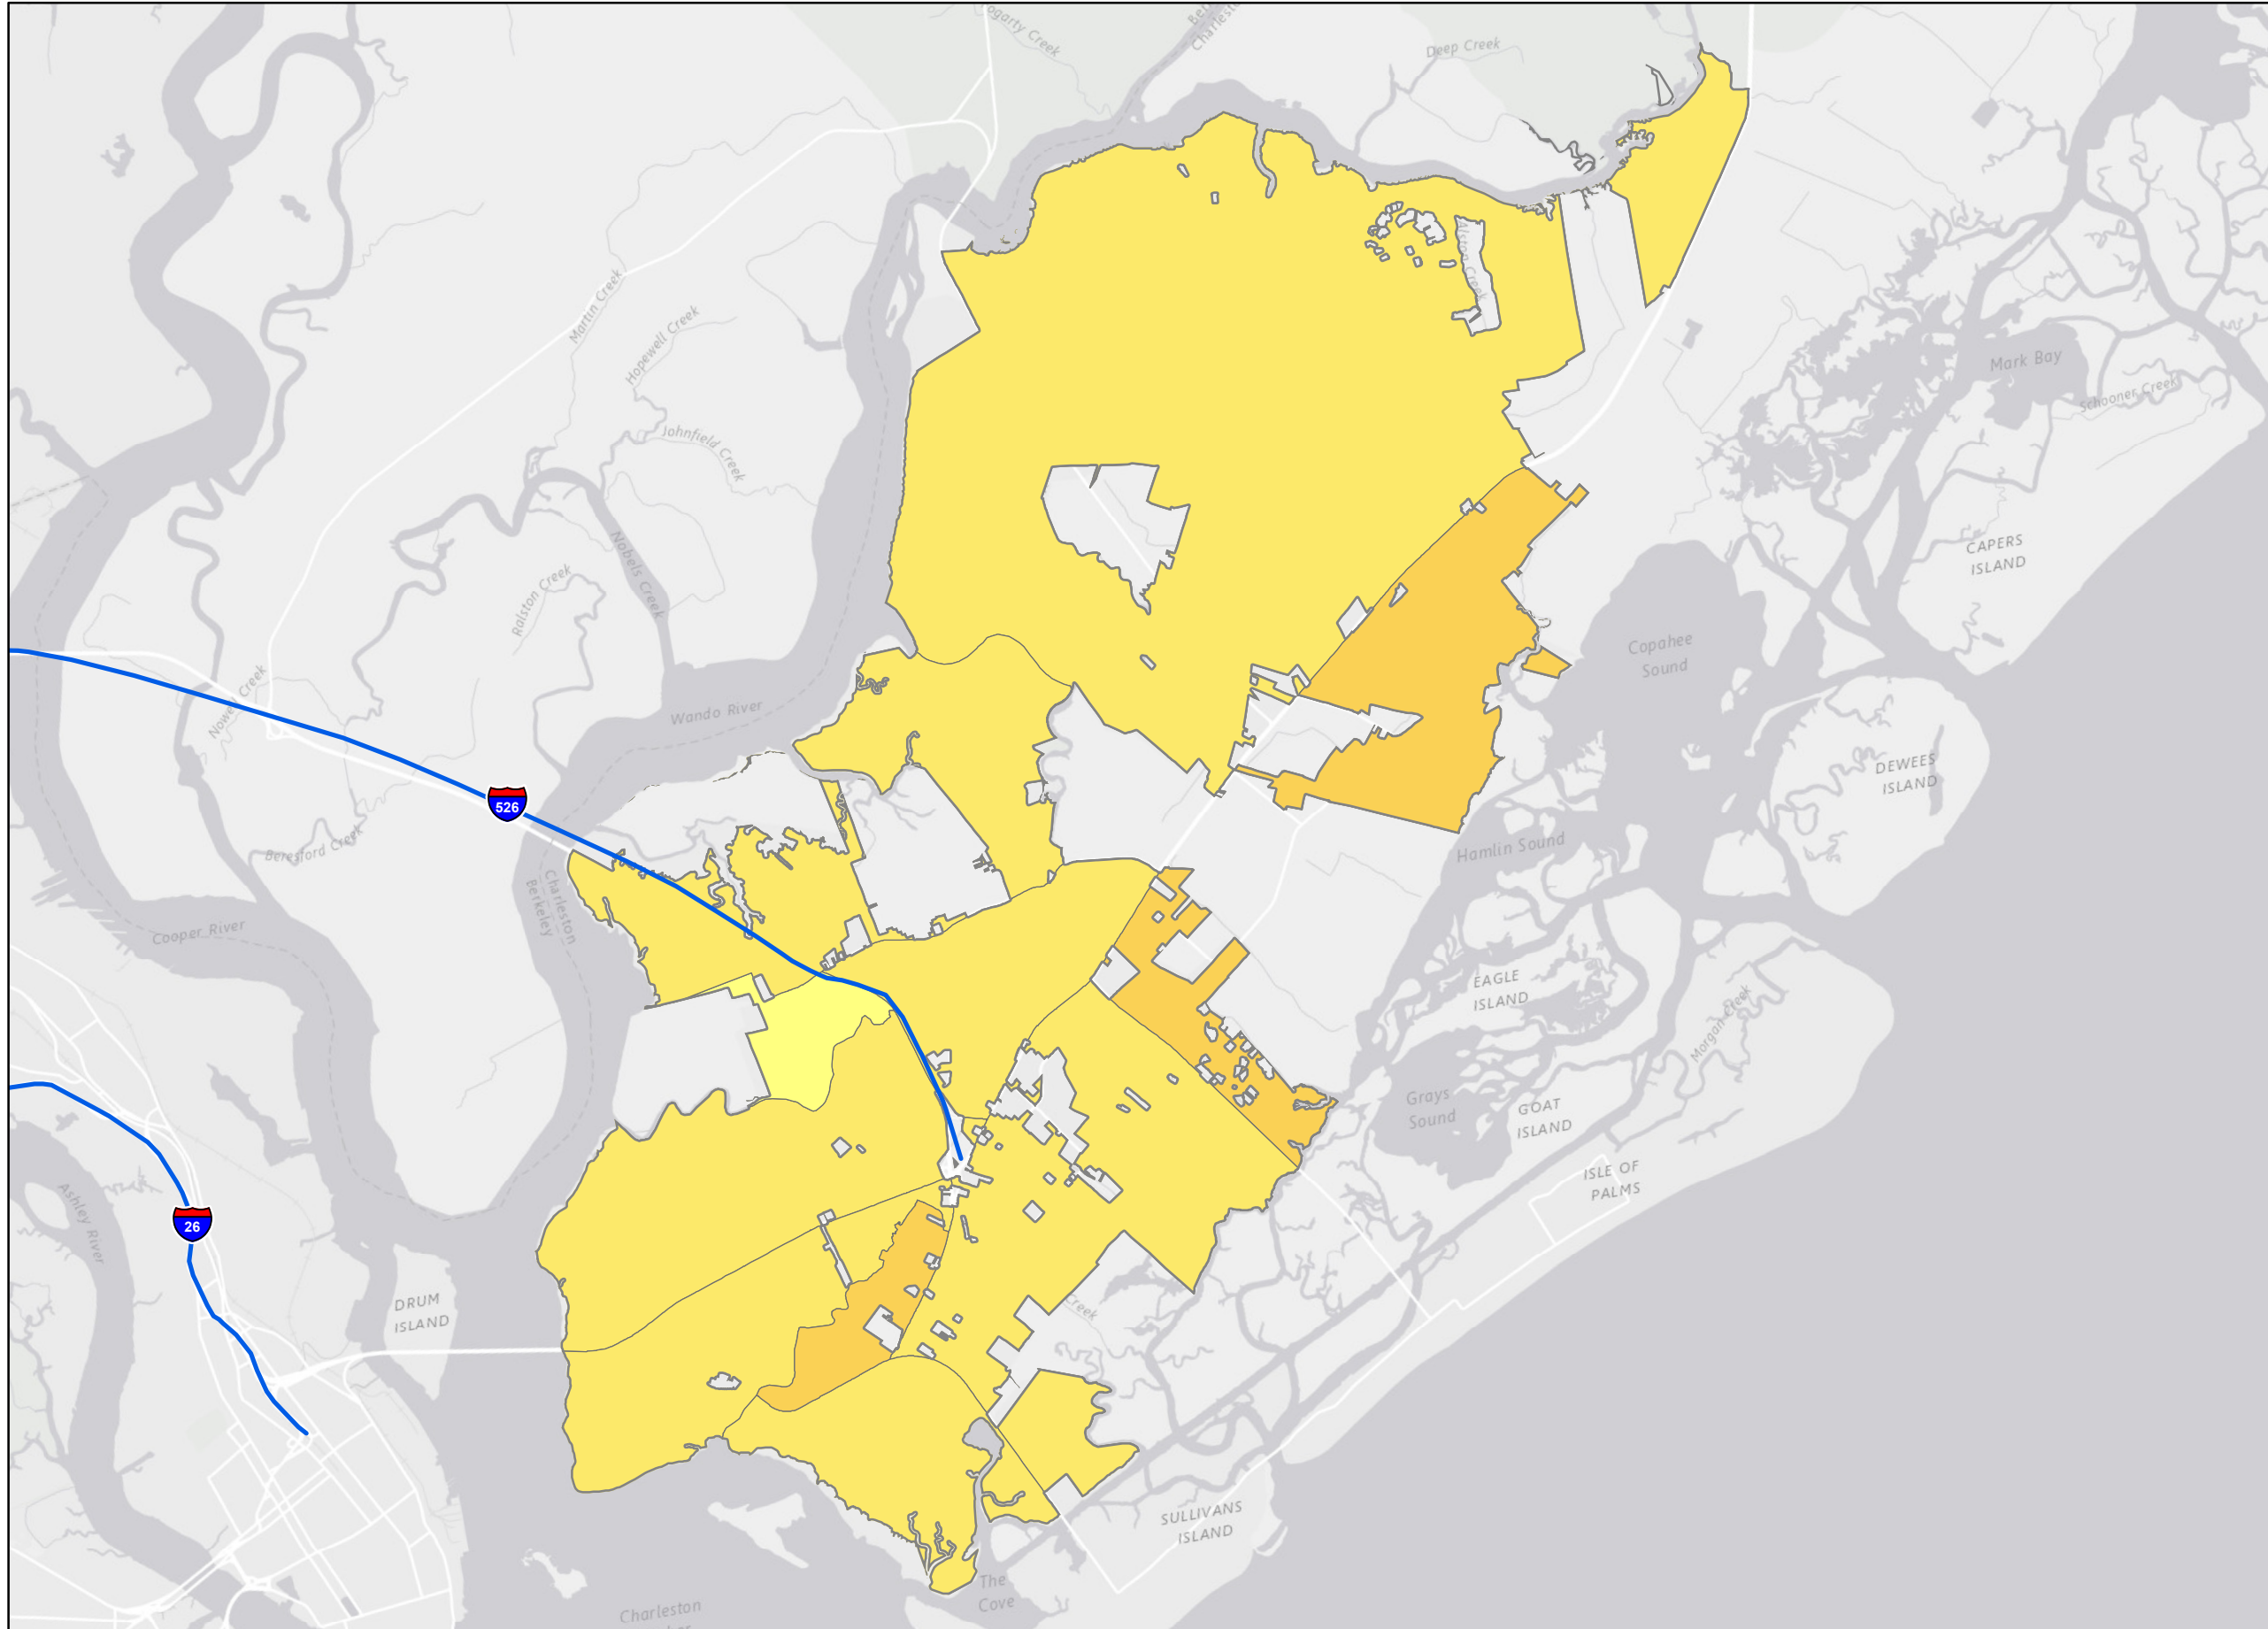 Fogarty Creek
Charleston
Deep Creek
Alston Creek
Martin Creek
Hopewell Creek
Mark Bay
Schooner Creek
Johnfield Creek
Nobels Creek
Ralston Creek
CAPERS
ISLAND
Copahee
Sound
Nowell Creek
Wando River
DEWEES
ISLAND
526
Beresford Creek
Hamlin Sound
Charleston
Berkeley
Cooper River
EAGLE
ISLAND
Morgan Creek
Grays
Sound
GOAT
ISLAND
ISLE OF
PALMS
Ashley River
26
DRUM
ISLAND
Creek
SULLIVANS
ISLAND
The
Cove
Charleston